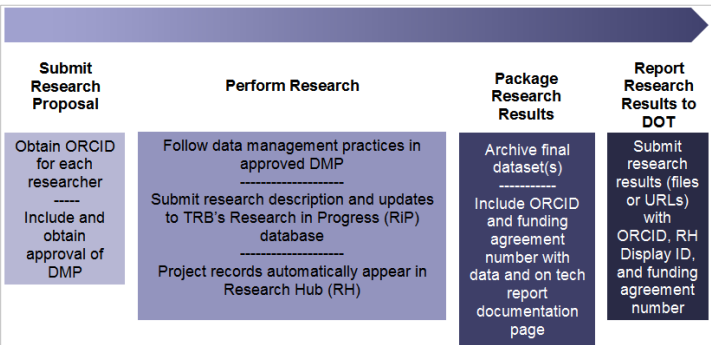 Submit
Research
Proposal
Obtain ORCID
for each
researcher
-----
Include and
obtain
approval of
DMP
Perform Research
Follow data management practices in
approved DMP
--------------------
Submit research description and updates
to TRB's Research in Progress (RiP)
database
--------------------
Project records automatically appear in
Research Hub (RH)
Package
Research
Results
Archive final
dataset(s)
-----------
Include ORCID
and funding
agreement
number with
data and on tech
report
documentation
page
Report
Research
Results to
DOT
Submit
research
results (files
or URLs)
with
ORCID, RH
Display ID,
and funding
agreement
number